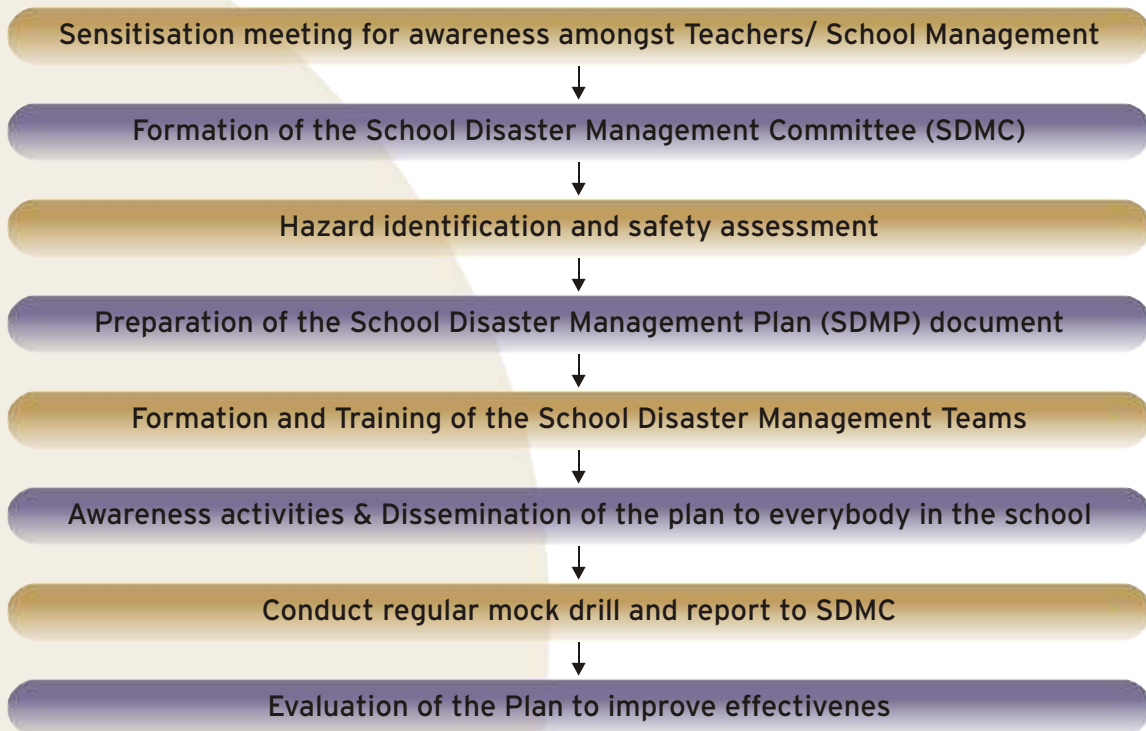 Sensitisation meeting for awareness amongst Teachers/ School Management
Formation of the School Disaster Management Committee (SDMC)
Hazard identification and safety assessment
Preparation of the School Disaster Management Plan (SDMP) document
Formation and Training of the School Disaster Management Teams
Awareness activities & Dissemination of the plan to everybody in the school
Conduct regular mock drill and report to SDMC
Evaluation of the Plan to improve effectivenes